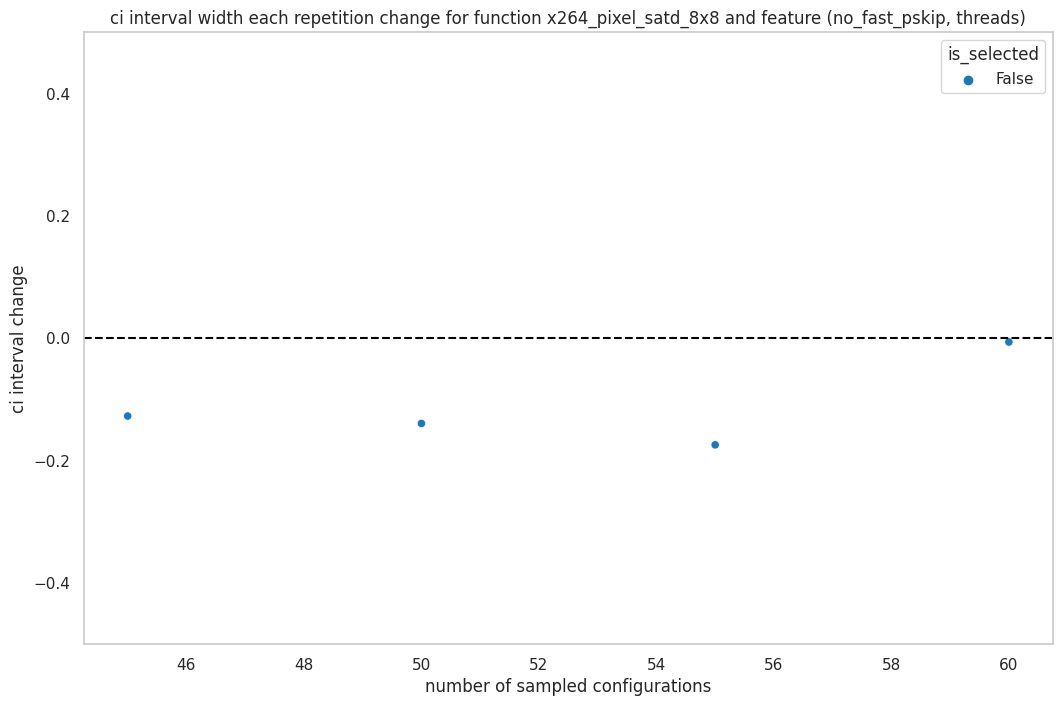 ci interval width each repetition change for function x264_pixel_satd_8x8 and feature (no_fast_pskip, threads)
is_selected
False
0.4
0.2
0.0
−0.2
−0.4
ci interval change
46 48 50 52 54 56 58 60
number of sampled configurations